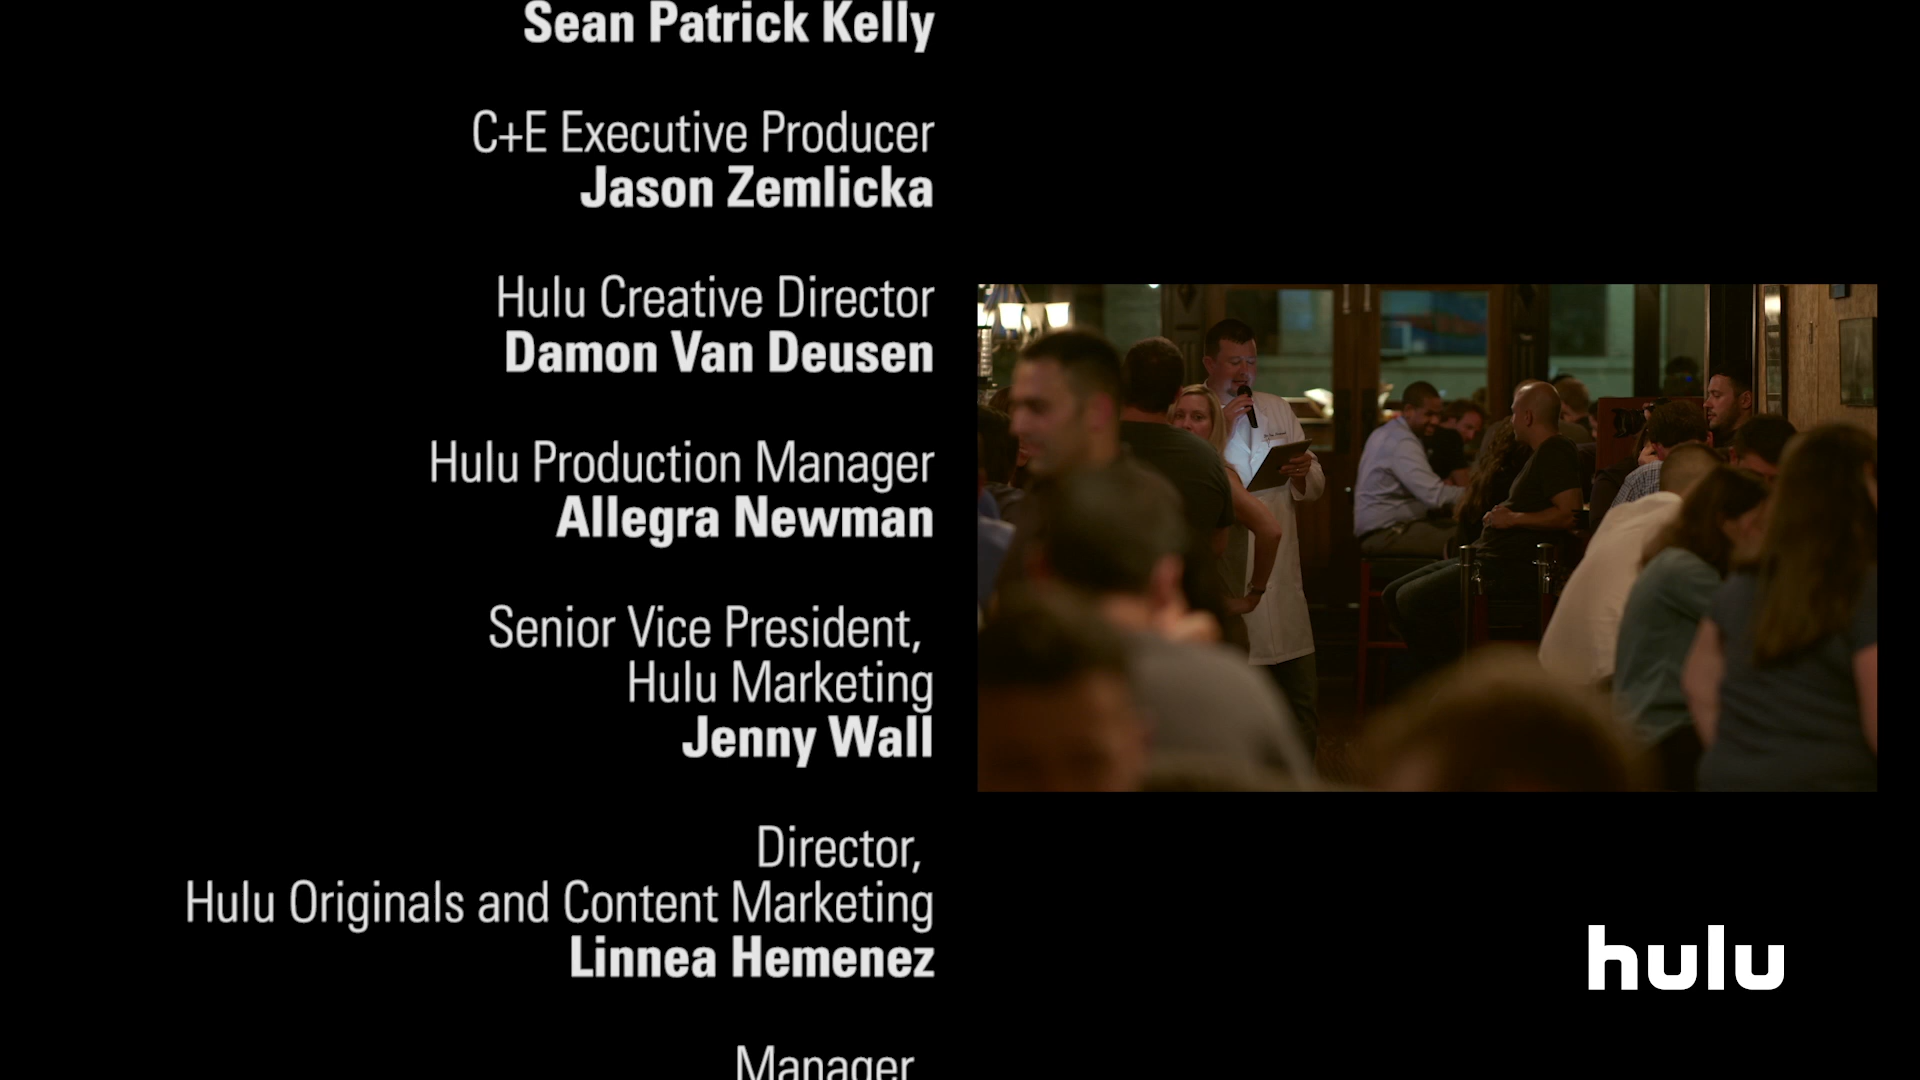 Sean Patrick Kelly
C+E Executive Producer
Jason Zemlicka
Hulu Creative Director
Damon Van Deusen
Hulu Production Manager
Allegra Newman
Senior Vice President,
Hulu Marketing
Jenny Wall
Director,
Hulu Originals and Content Marketing
Linnea Hemenez
Manager
hulu